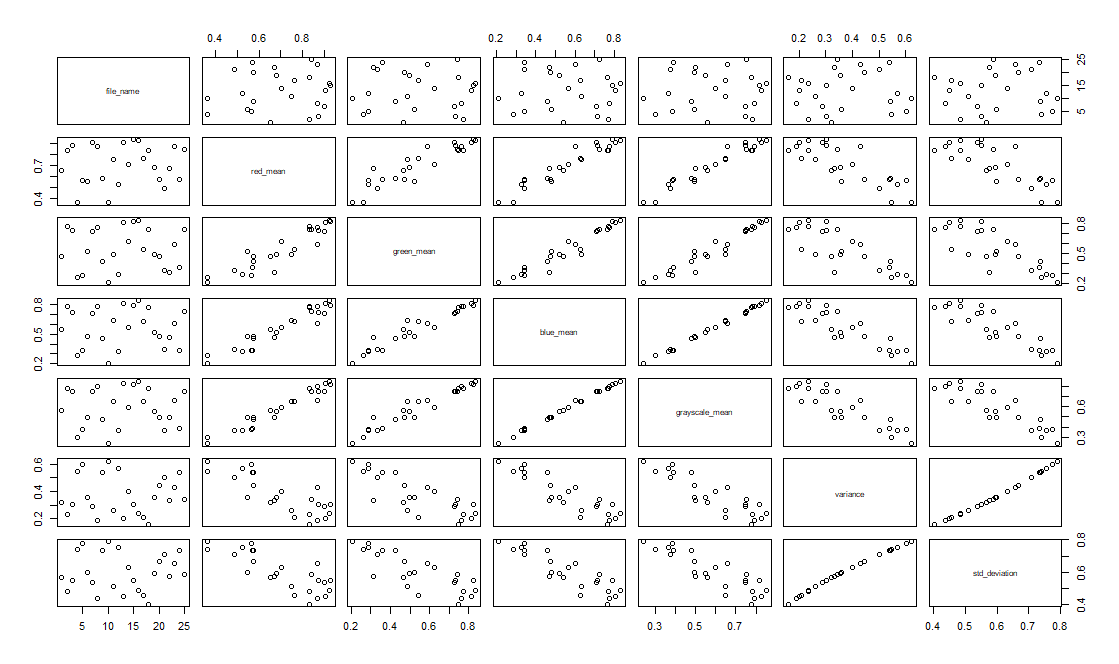 0.4 0.6 0.8
0.2 0.4 0.6 0.8
0.2 0.3 0.4 0.5 0.6
file_name
5 15 25
0.4 0.7
red_mean
green_mean
0.2 0.5 0.8
0.2 0.5 0.8
blue_mean
grayscale_mean
0.3 0.6
0.2 0.4 0.6
variance
std_deviation
0.4 0.6 0.8
5 10 15 20 25
0.2 0.4 0.6 0.8
0.3 0.5 0.7
0.4 0.5 0.6 0.7 0.8